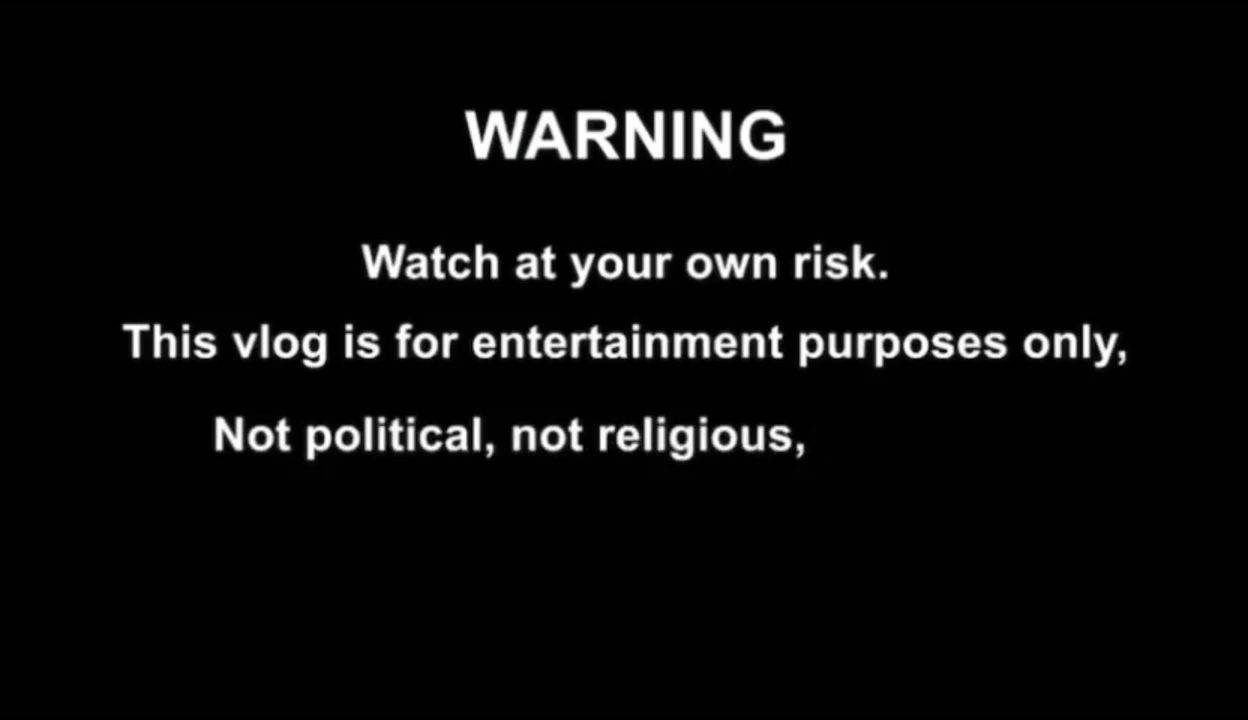 WARNING
Watch at your own risk.
This vlog is for entertainment purposes only,
Not political, not religious,